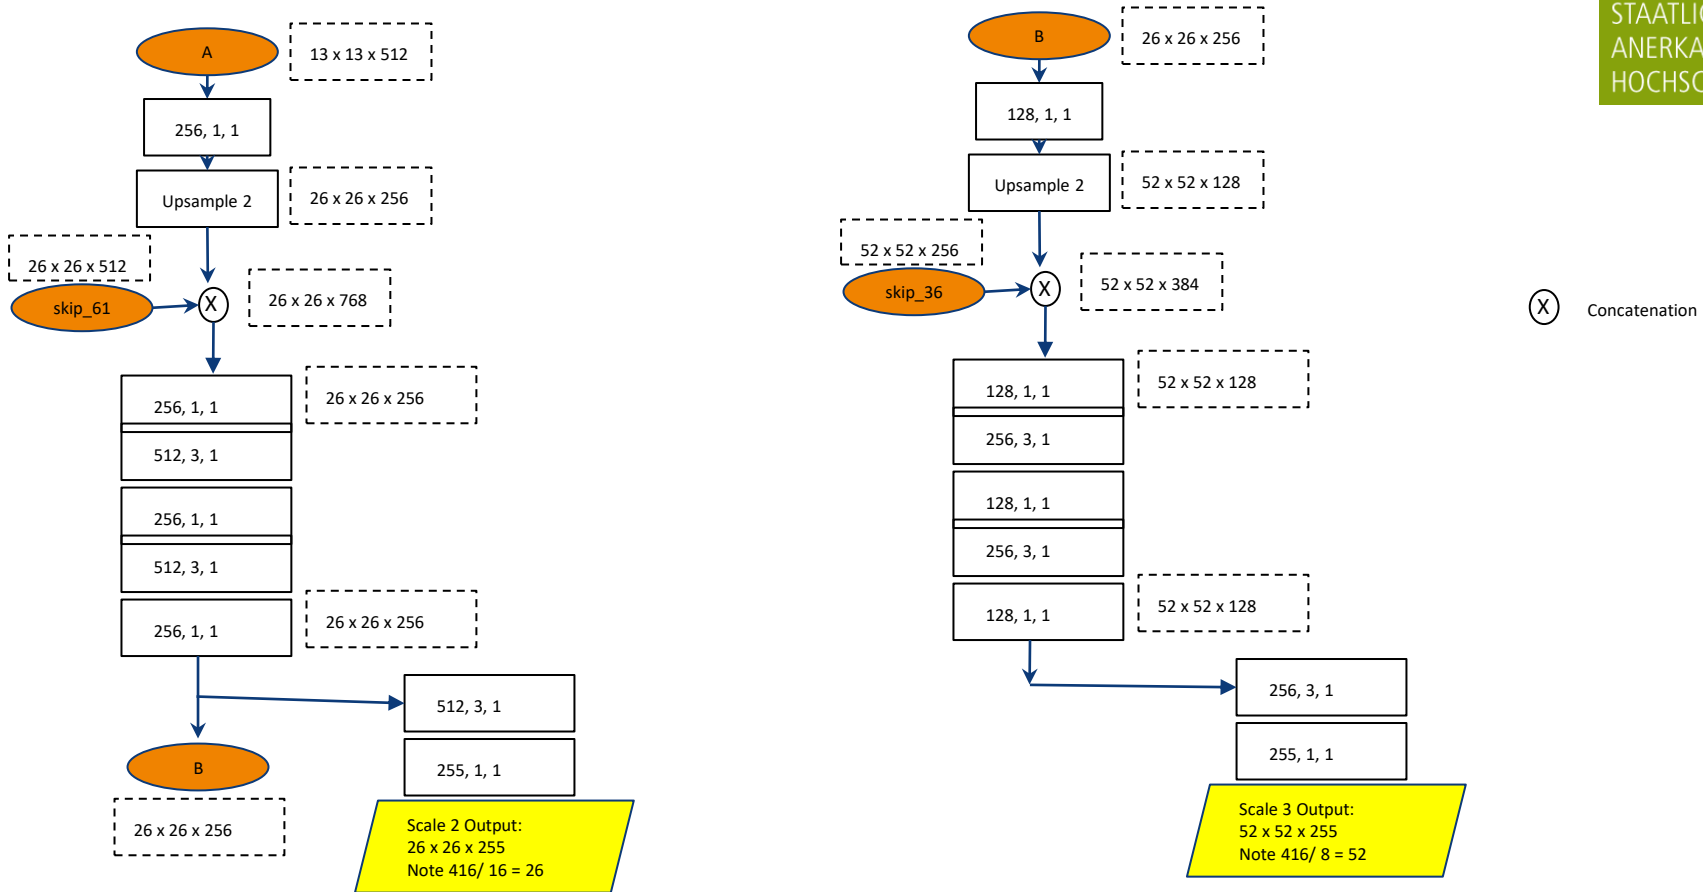 A
13 x 13 x 512
256, 1, 1
Upsample 2
26 x 26 x 256
26 x 26 x 512
skip_61
X
26 x 26 x 768
256, 1, 1
26 x 26 x 256
512, 3, 1
256, 1, 1
512, 3, 1
256, 1, 1
26 x 26 x 256
512, 3, 1
255, 1, 1
B
26 x 26 x 256
Scale 2 Output:
26 x 26 x 255
Note 416/ 16 = 26
B
26 x 26 x 256
128, 1, 1
Upsample 2
52 x 52 x 128
52 x 52 x 256
skip_36
X
52 x 52 x 384
128, 1, 1
52 x 52 x 128
256, 3, 1
128, 1, 1
256, 3, 1
128, 1, 1
52 x 52 x 128
256, 3, 1
255, 1, 1
Scale 3 Output:
52 x 52 x 255
Note 416/ 8 = 52
X Concatenation
STAATLI
ANERKA
HOCHSC